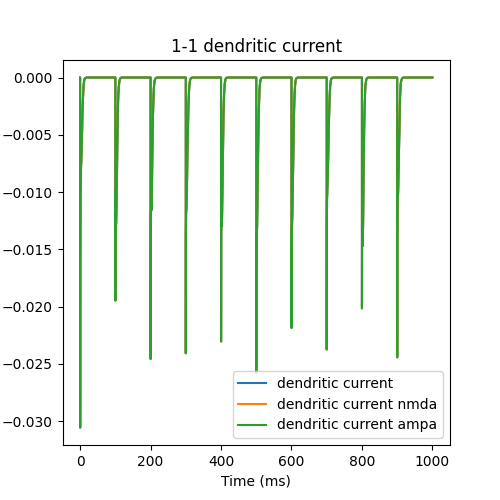 1-1 dendritic current
0.000
−0.005
−0.010
−0.015
−0.020
−0.025
−0.030
dendritic current
dendritic current nmda
dendritic current ampa
0 200 400 600 800 1000
Time (ms)